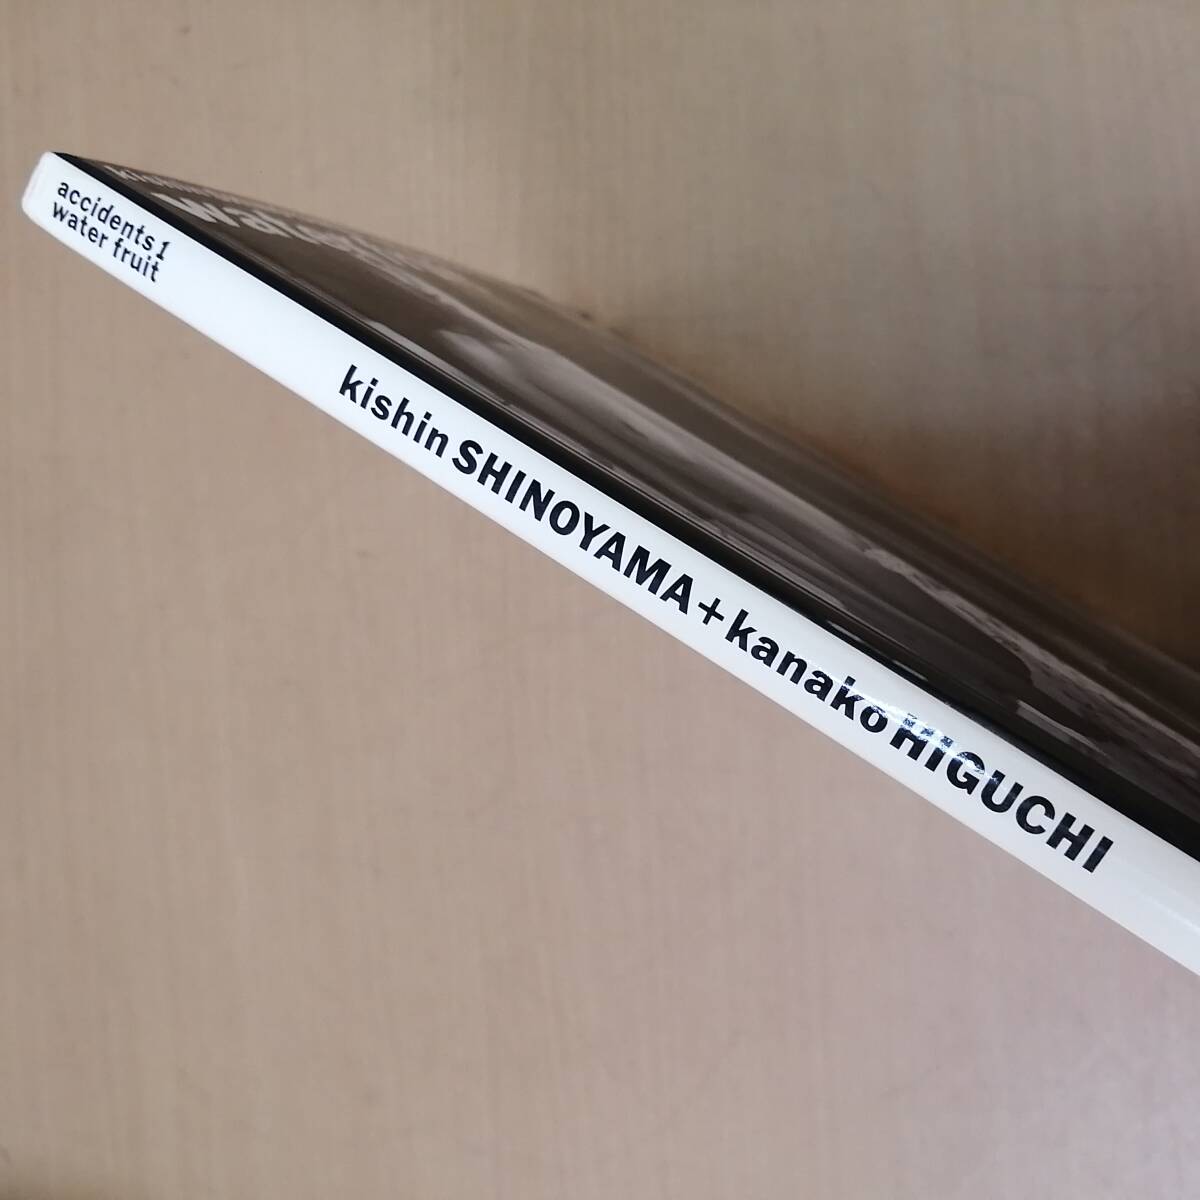 accidents 1
water fruit
kishin SHINOYAMA + kanako HIGUCHI